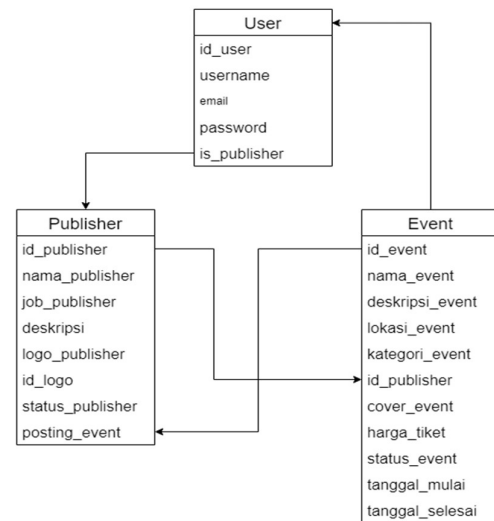 User
id_user
username
email
password
is_publisher
Publisher
id_publisher
nama_publisher
job_publisher
deskripsi
logo_publisher
id_logo
status_publisher
posting_event
Event
id_event
nama_event
deskripsi_event
lokasi_event
kategori_event
id_publisher
cover_event
harga_tiket
status_event
tanggal_mulai
tanggal_selesai